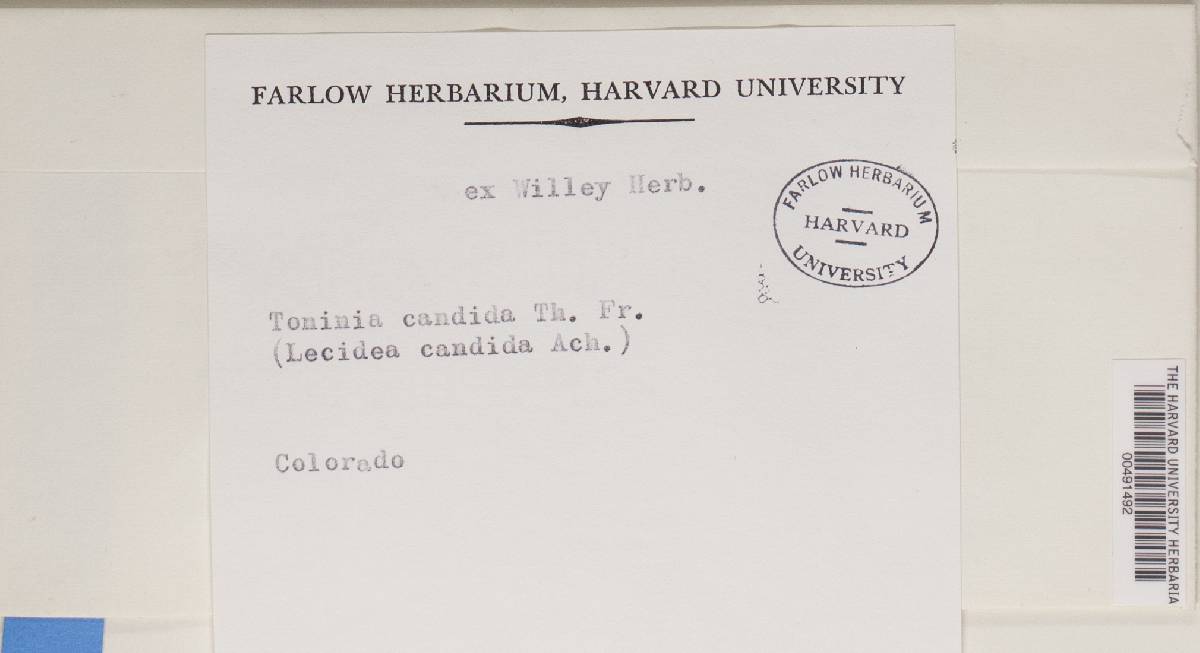 FARLOW HERBARIUM, HARVARD UNIVERSITY
ex Willey Herb.
FARLOW HERBARIUM
HARVARD
UNIVERSITY
Toninia candida Th. Fr.
(Lecidea candida Ach.)
Colorado
THE HARVARD UNIVERSITY HERBARIA
00491492